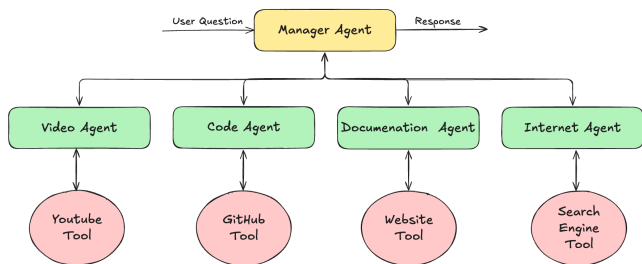 User Question
Manager Agent
Response
Video Agent
Code Agent
Documenation Agent
Internet Agent
Youtube
Tool
GitHub
Tool
Website
Tool
Search
Engine
Tool